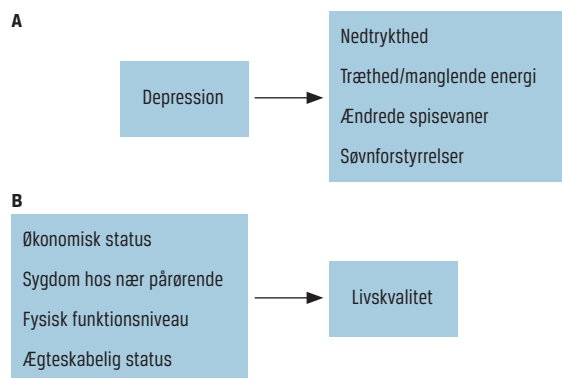 A
Depression
Nedtrykthed
Træthed/manglende energi
Ændrede spisevaner
Søvnforstyrrelser
B
Økonomisk status
Sygdom hos nær pårørende
Fysisk funktionsniveau
Ægteskabelig status
Livskvalitet